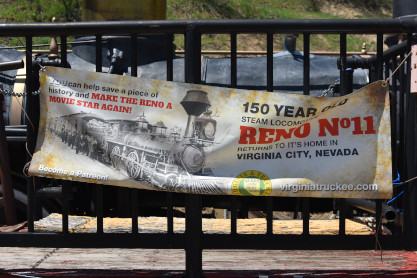 You can help save a piece of
history and MAKE THE RENO A
MOVIE STAR AGAIN!
Become a Patron!
150 YEAR OLD
STEAM LOCOMOTIVE
RENO Nº11
RETURNS TO IT'S HOME IN
VIRGINIA CITY, NEVADA
virginiatruckee.com